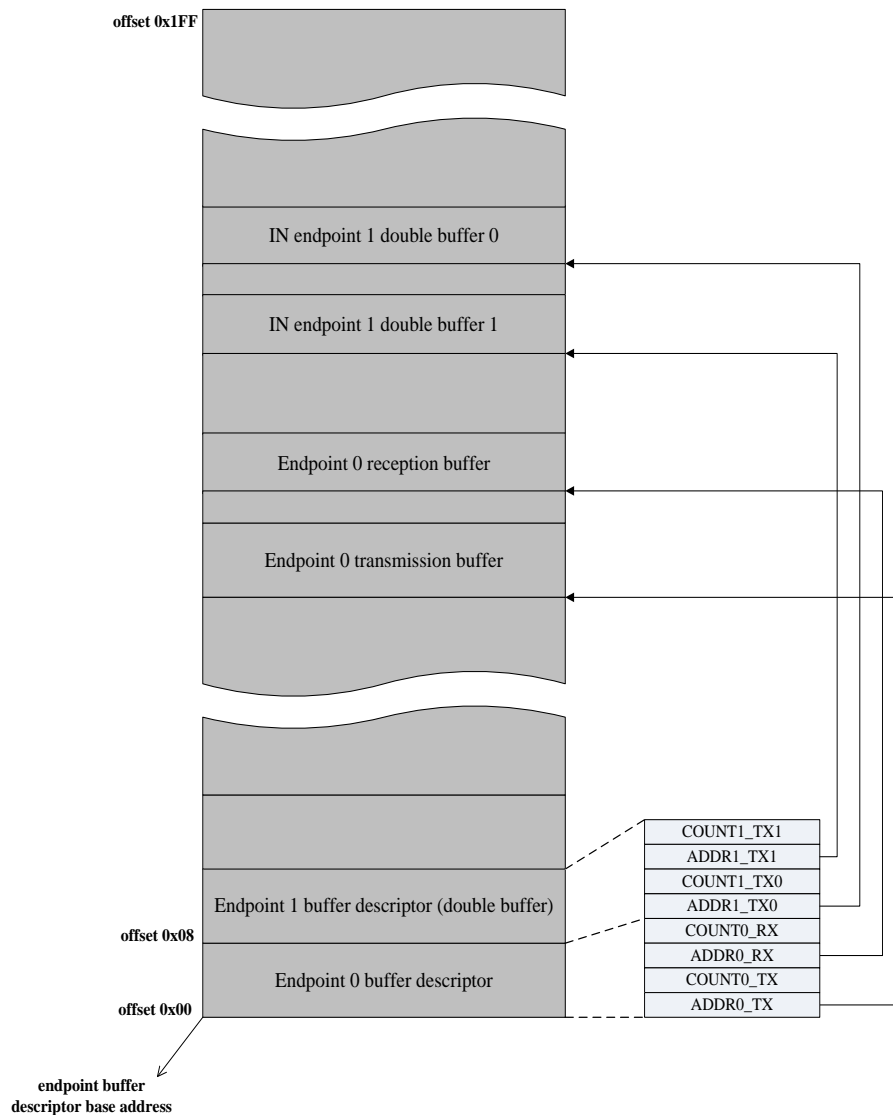 offset 0x1FF
IN endpoint 1 double buffer 0
IN endpoint 1 double buffer 1
Endpoint 0 reception buffer
Endpoint 0 transmission buffer
COUNT1_TX1
ADDR1_TX1
COUNT1_TX0
ADDR1_TX0
COUNT0_RX
ADDR0_RX
COUNT0_TX
ADDR0_TX
Endpoint 1 buffer descriptor (double buffer)
offset 0x08
Endpoint 0 buffer descriptor
offset 0x00
endpoint buffer
descriptor base address